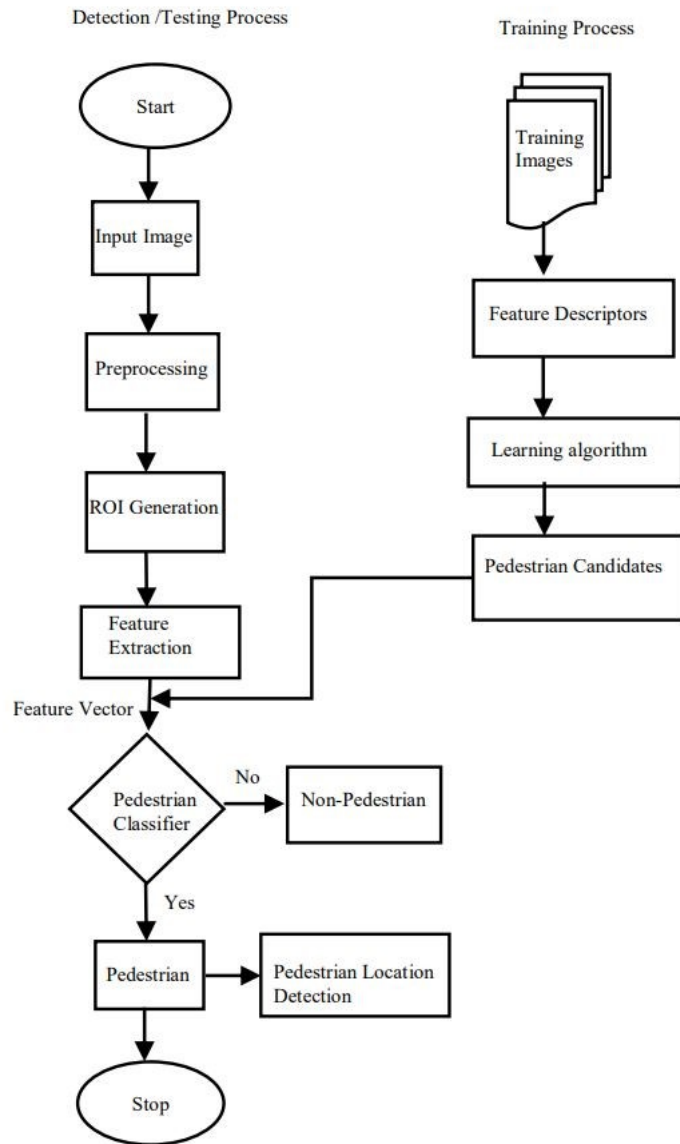 Detection /Testing Process
Start
Input Image
Preprocessing
ROI Generation
Feature
Extraction
Feature Vector
Pedestrian
Classifier
No
Non-Pedestrian
Yes
Pedestrian
Pedestrian Location
Detection
Stop
Training Process
Training
Images
Feature Descriptors
Learning algorithm
Pedestrian Candidates